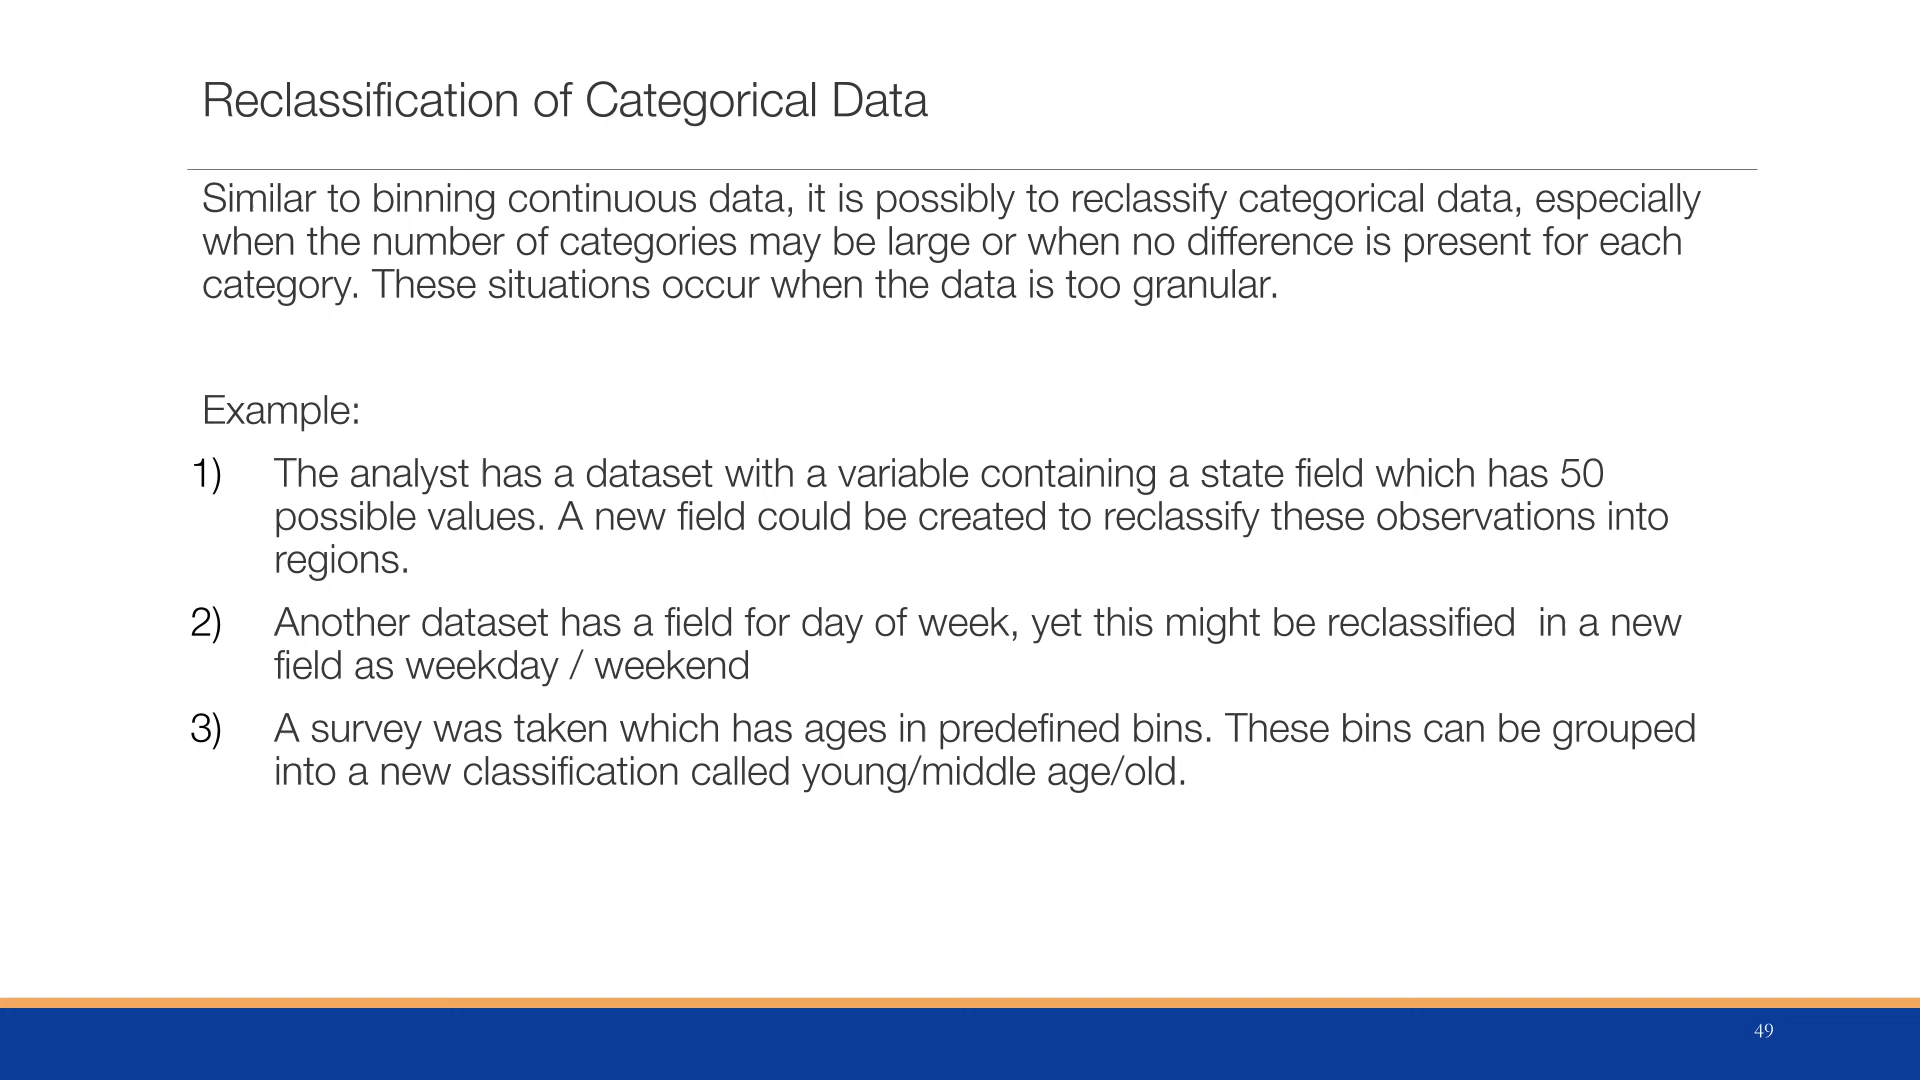 Reclassification of Categorical Data
Similar to binning continuous data, it is possibly to reclassify categorical data, especially
when the number of categories may be large or when no difference is present for each
category. These situations occur when the data is too granular.
Example:
1) The analyst has a dataset with a variable containing a state field which has 50
possible values. A new field could be created to reclassify these observations into
regions.
2) Another dataset has a field for day of week, yet this might be reclassified  in a new
field as weekday / weekend
3) A survey was taken which has ages in predefined bins. These bins can be grouped
into a new classification called young/middle age/old.
49